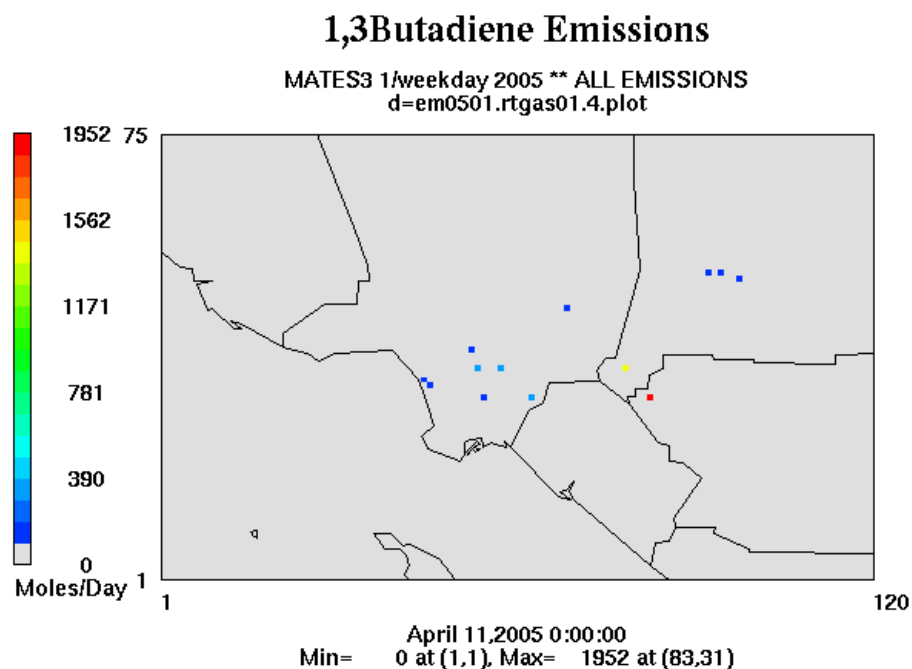 1,3Butadiene Emissions
MATES3 1/weekday 2005 ** ALL EMISSIONS
d=em0501.rtgas01.4.plot
1952
1562
1171
781
390
0
Moles/Day
75
1
1
120
April 11,2005 0:00:00
Min= 0 at (1,1), Max= 1952 at (83,31)